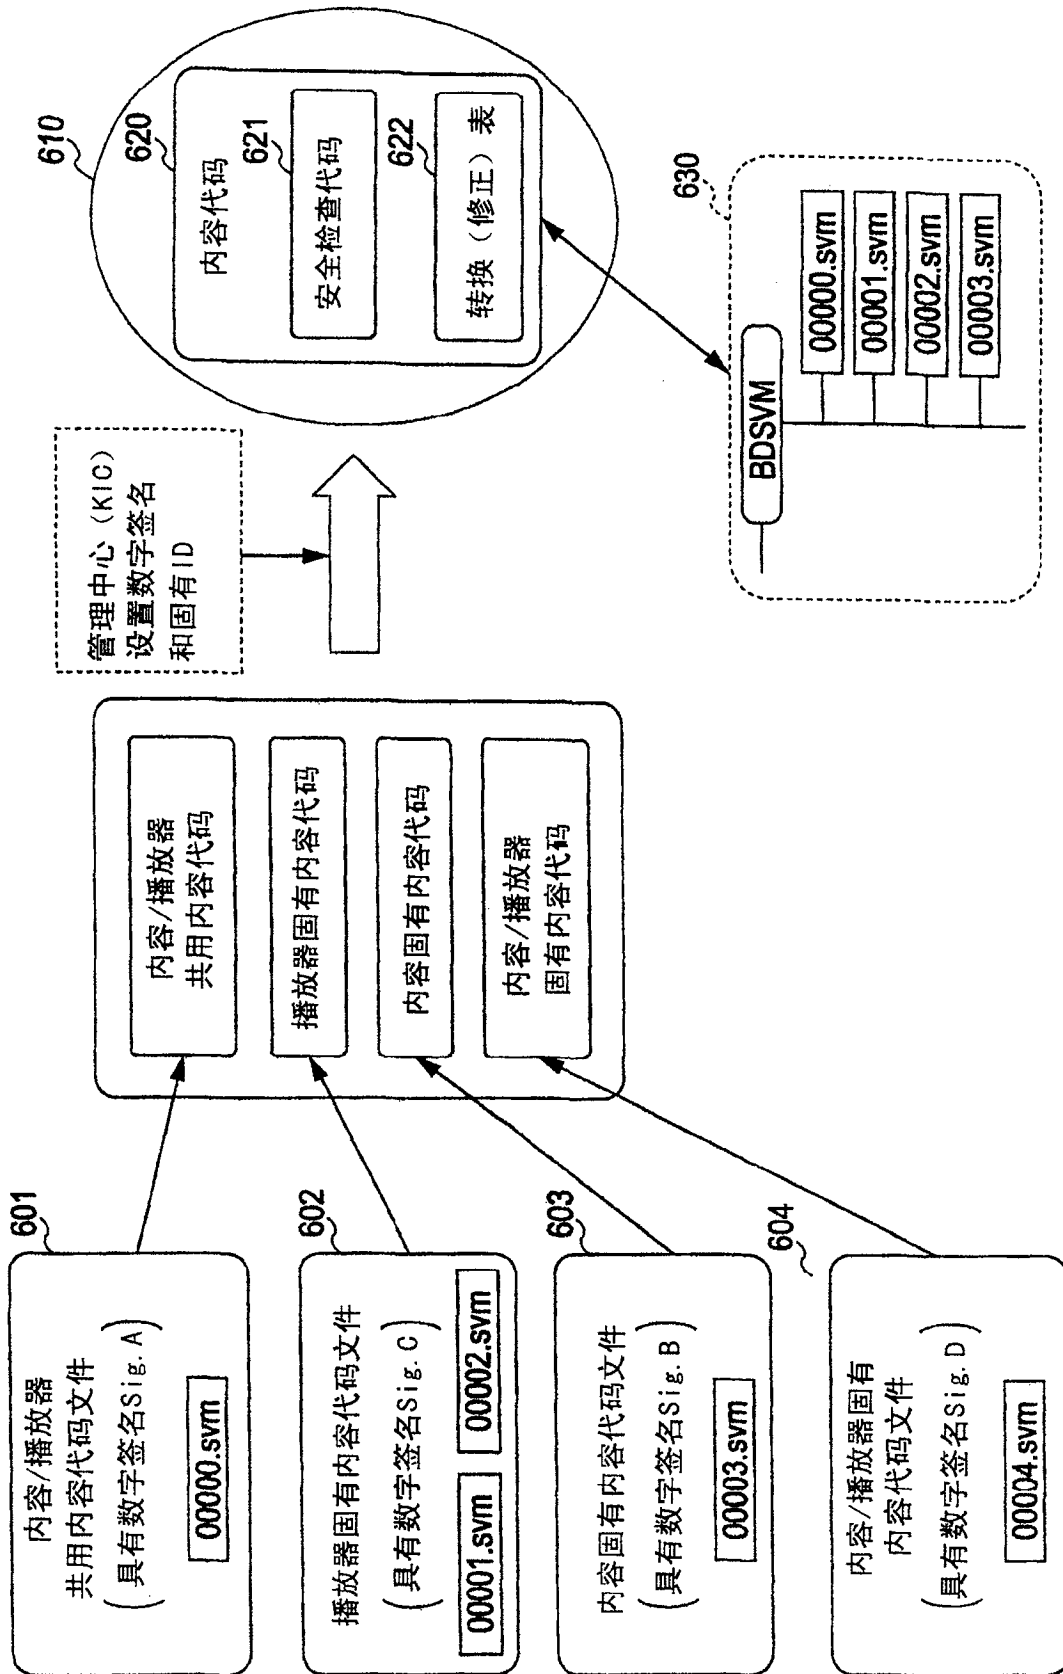 601
内容/播放器
共用内容代码文件
(具有数字签名Sig.A)
00000.svm
602
播放器固有内容代码文件
(具有数字签名Sig.C)
00001.svm
00002.svm
603
内容固有内容代码文件
(具有数字签名Sig.B)
00003.svm
604
内容/播放器固有
内容代码文件
(具有数字签名Sig.D)
00004.svm
内容/播放器
共用内容代码
播放器固有内容代码
内容固有内容代码
内容/播放器
固有内容代码
管理中心 (KIC)
设置数字签名
和固有ID
610
620
内容代码
621
安全检查代码
622
转换 (修正) 表
630
BDSVM
00000.svm
00001.svm
00002.svm
00003.svm